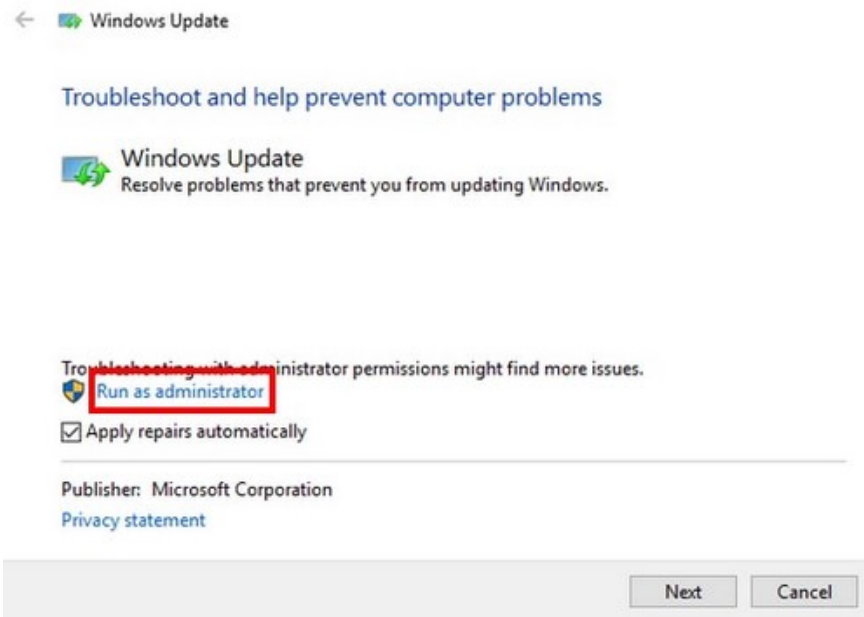 Windows Update
Troubleshoot and help prevent computer problems
Windows Update
Resolve problems that prevent you from updating Windows.
Troubleshooting with administrator permissions might find more issues.
Run as administrator
Apply repairs automatically
Publisher: Microsoft Corporation
Privacy statement
Next Cancel